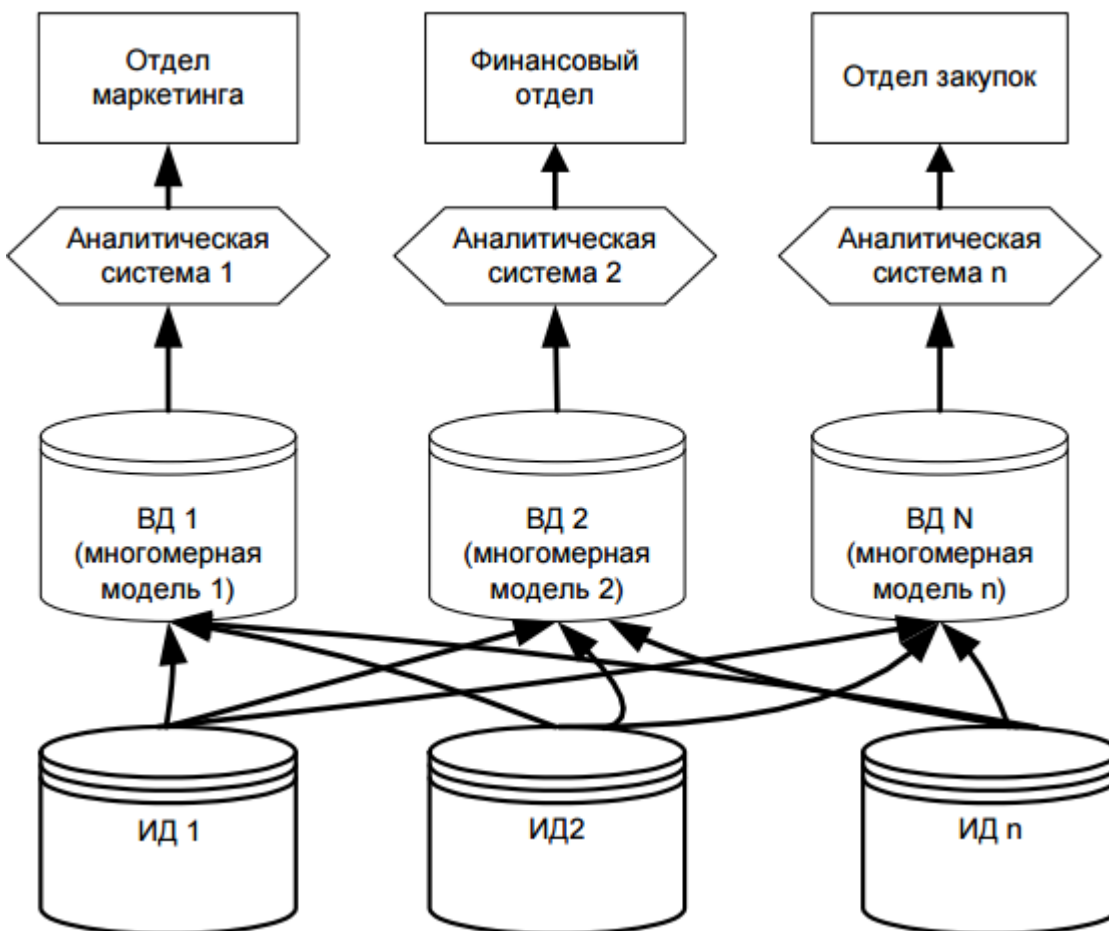 Отдел
маркетинга
Финансовый
отдел
Отдел закупок
Аналитическая
система 1
Аналитическая
система 2
Аналитическая
система n
ВД 1
(многомерная
модель 1)
ВД 2
(многомерная
модель 2)
ВД N
(многомерная
модель n)
ИД 1
ИД2
ИД n